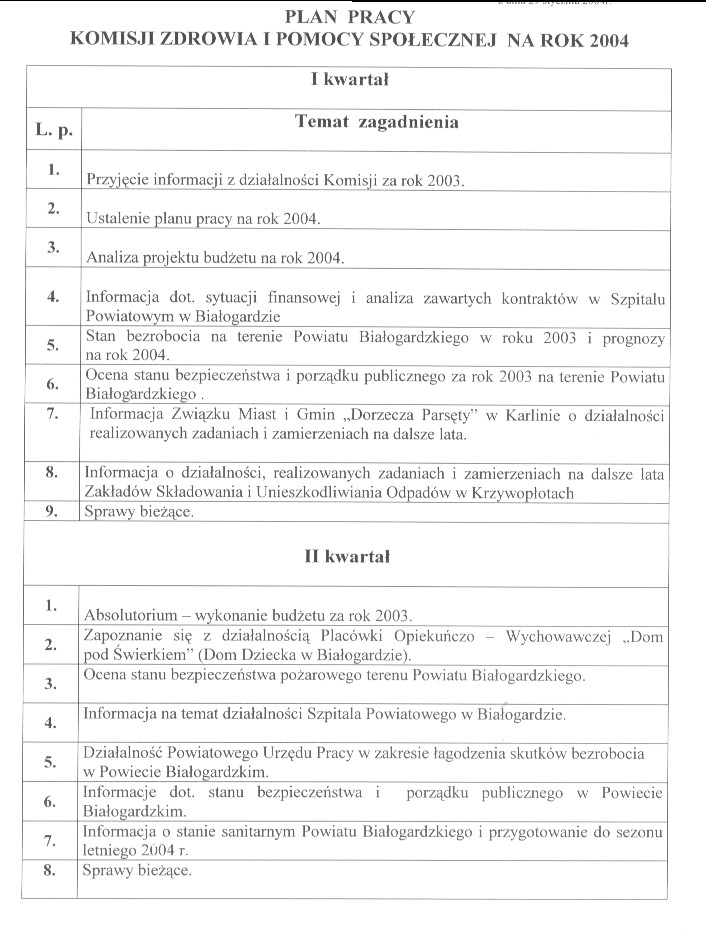 PLAN PRACY
KOMISJI ZDROWIA I POMOCY SPOŁECZNEJ NA ROK 2004
I kwartał
L. p.
Temat zagadnienia
1.
Przyjęcie informacji z działalności Komisji za rok 2003.
2.
Ustalenie planu pracy na rok 2004.
3.
Analiza projektu budżetu na rok 2004.
4.
Informacja dot. sytuacji finansowej i analiza zawartych kontraktów w Szpitalu
Powiatowym w Białogardzie
5.
Stan bezrobocia na terenie Powiatu Białogardzkiego w roku 2003 i prognozy
na rok 2004.
6.
Ocena stanu bezpieczeństwa i porządku publicznego za rok 2003 na terenie Powiatu
Białogardzkiego .
7.
Informacja Związku Miast i Gmin „Dorzecza Parsęty” w Karlinie o działalności
realizowanych zadaniach i zamierzeniach na dalsze lata.
8.
Informacja o działalności, realizowanych zadaniach i zamierzeniach na dalsze lata
Zakładów Składowania i Unieszkodliwiania Odpadów w Krzywopłotach
9.
Sprawy bieżące.
II kwartał
1.
Absolutorium – wykonanie budżetu za rok 2003.
2.
Zapoznanie się z działalnością Placówki Opiekuńczo – Wychowawczej „Dom
pod Świerkiem” (Dom Dziecka w Białogardzie).
3.
Ocena stanu bezpieczeństwa pożarowego terenu Powiatu Białogardzkiego.
4.
Informacja na temat działalności Szpitala Powiatowego w Białogardzie.
5.
Działalność Powiatowego Urzędu Pracy w zakresie łagodzenia skutków bezrobocia
w Powiecie Białogardzkim.
6.
Informacje dot. stanu bezpieczeństwa i porządku publicznego w Powiecie
Białogardzkim.
7.
Informacja o stanie sanitarnym Powiatu Białogardzkiego i przygotowanie do sezonu
letniego 2004 r.
8.
Sprawy bieżące.